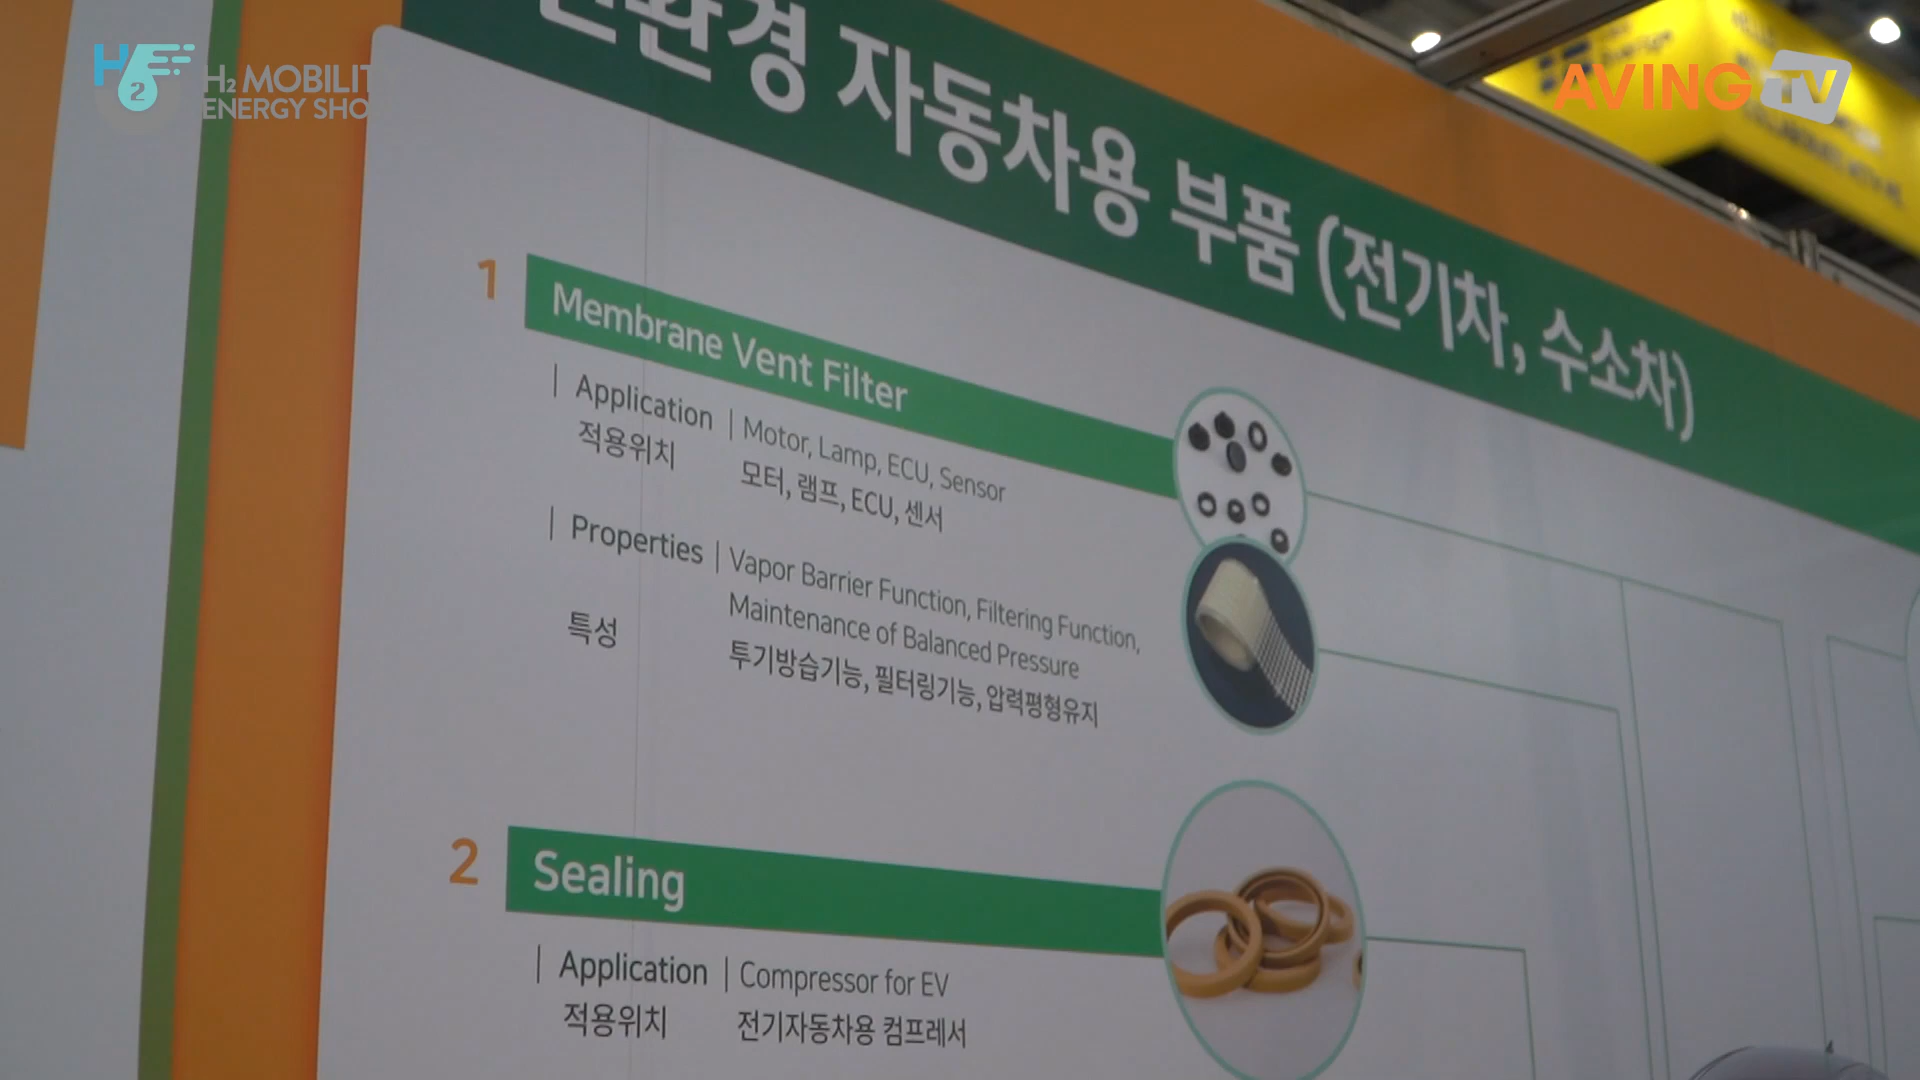 H₂ MOBILIT
ENERGY SHO
AVING TV
친환경 자동차용 부품 (전기차, 수소차)
1
Membrane Vent Filter
| Application | Motor, Lamp, ECU, Sensor
적용위치 모터, 램프, ECU, 센서
| Properties | Vapor Barrier Function, Filtering Function,
Maintenance of Balanced Pressure
특성 투기방습기능, 필터링기능, 압력평형유지
2
Sealing
| Application | Compressor for EV
적용위치 전기자동차용 컴프레서